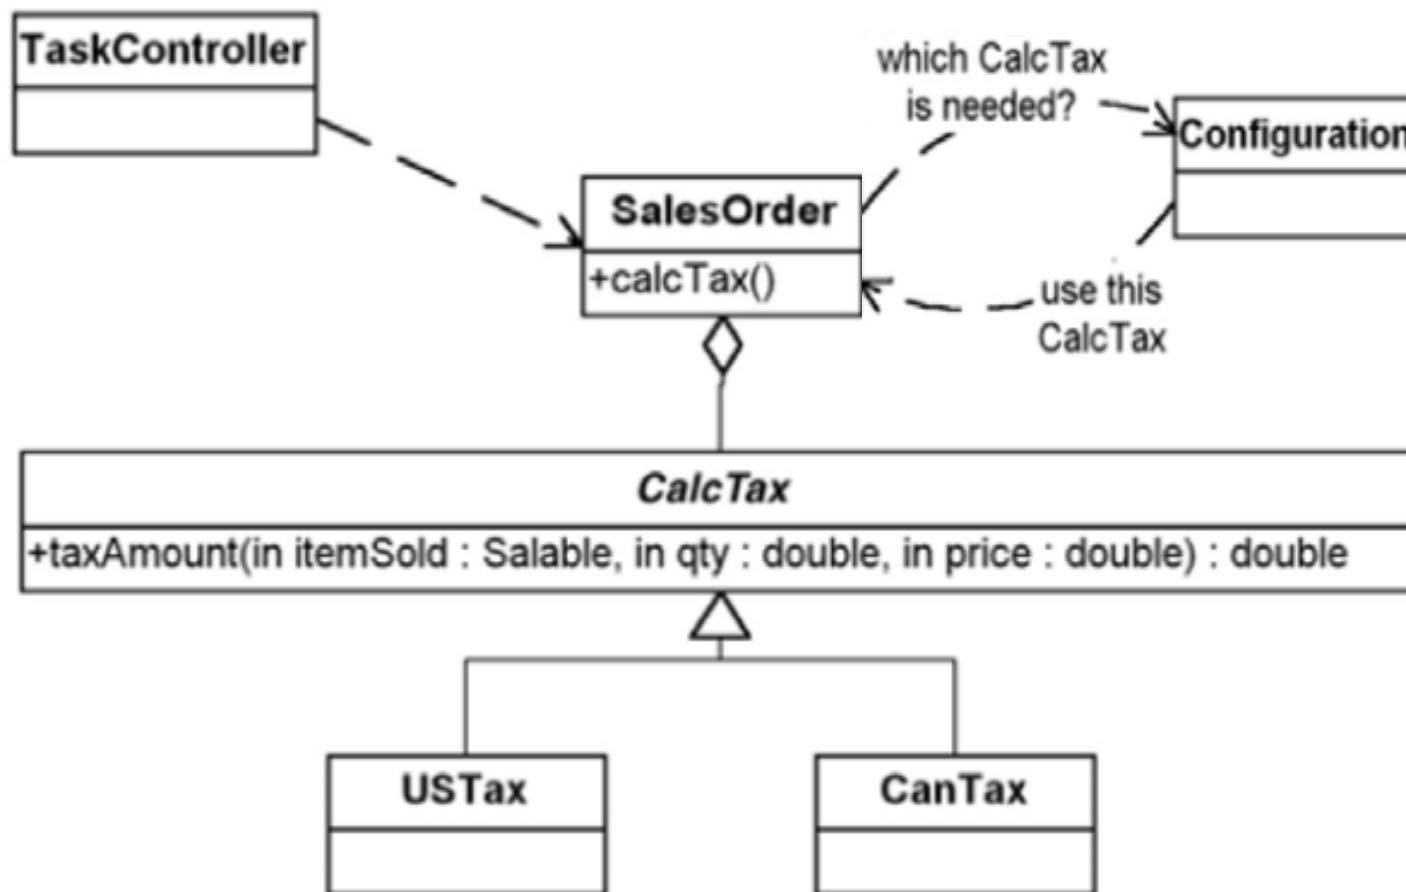 TaskController
which CalcTax
is needed?
Configuration
SalesOrder
+calcTax()
use this
CalcTax
CalcTax
+taxAmount(in itemSold : Salable, in qty : double, in price : double) : double
USTax
CanTax